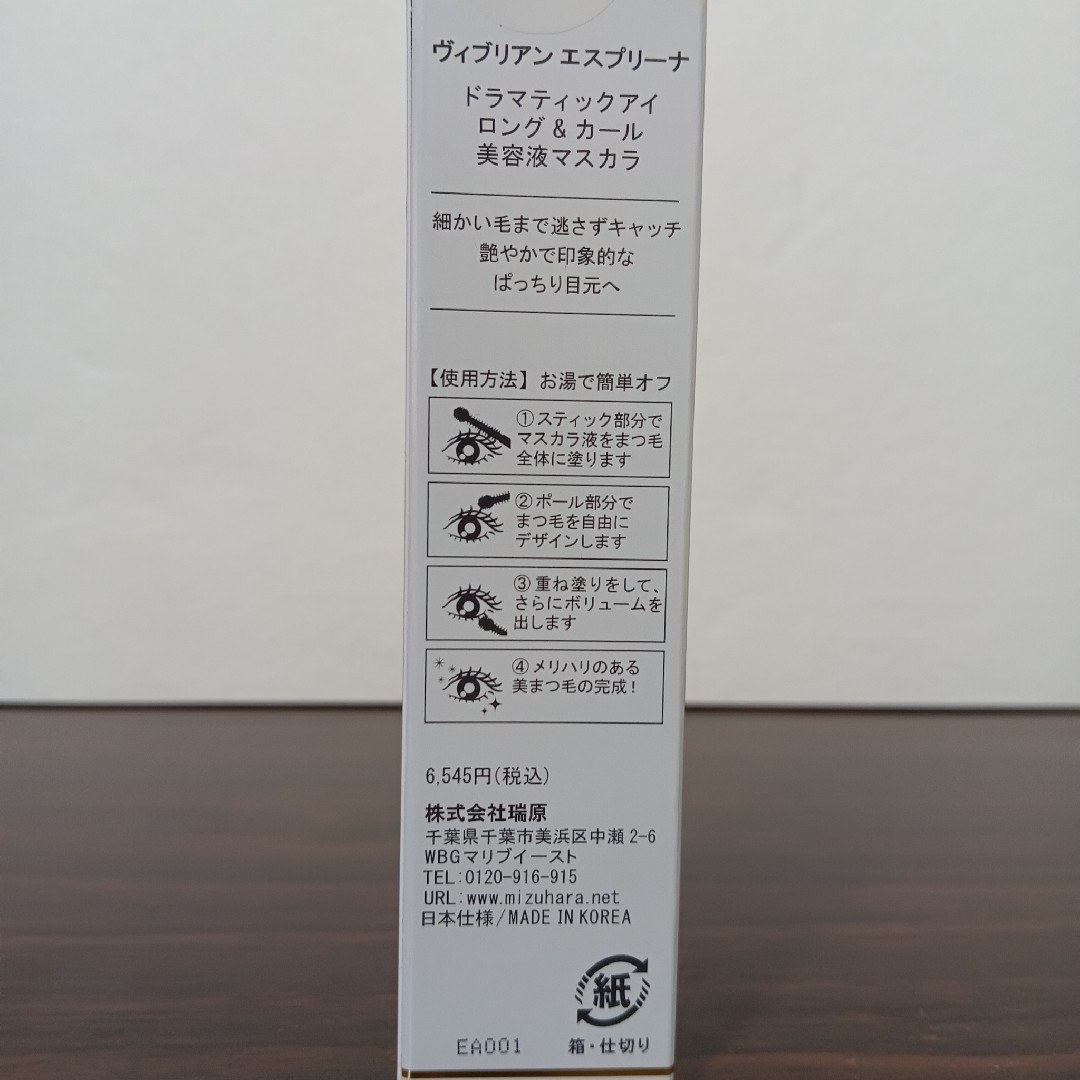 ヴィブリアン エスプリーナ
ドラマティックアイ
ロング & カール
美容液マスカラ
細かい毛まで逃さずキャッチ
艶やかで印象的な
ぱっちり目元へ
【使用方法】 お湯で簡単オフ
①スティック部分で
マスカラ液をまつ毛
全体に塗ります
②ボール部分で
まつ毛を自由に
デザインします
③重ね塗りをして、
さらにボリュームを
出します
④メリハリのある
美まつ毛の完成!
6,545円(税込)
株式会社瑞原
千葉県千葉市美浜区中瀬 2-6
WBGマリブイースト
TEL:0120-916-915
URL:www.mizuhara.net
日本仕様/MADE IN KOREA
紙
EA001 箱・仕切り